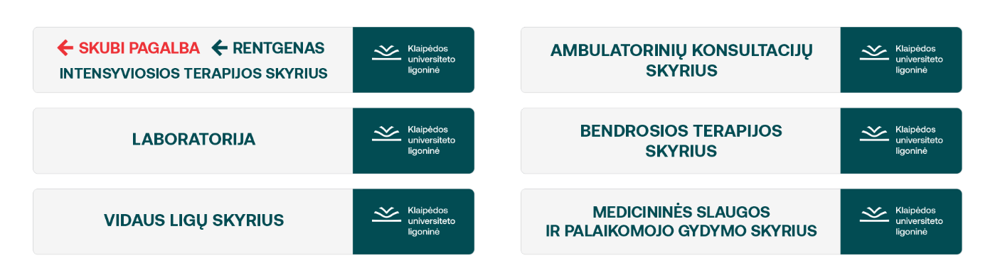 ← SKUBI PAGALBA ← RENTGENAS
INTENSYVIOSIOS TERAPIJOS SKYRIUS
Klaipėdos
universiteto
ligoninė
AMBULATORINIŲ KONSULTACIJŲ
SKYRIUS
Klaipėdos
universiteto
ligoninė
LABORATORIJA
Klaipėdos
universiteto
ligoninė
BENDROSIOS TERAPIJOS
SKYRIUS
Klaipėdos
universiteto
ligoninė
VIDAUS LIGŲ SKYRIUS
Klaipėdos
universiteto
ligoninė
MEDICININĖS SLAUGOS
IR PALAIKOMOJO GYDYMO SKYRIUS
Klaipėdos
universiteto
ligoninė